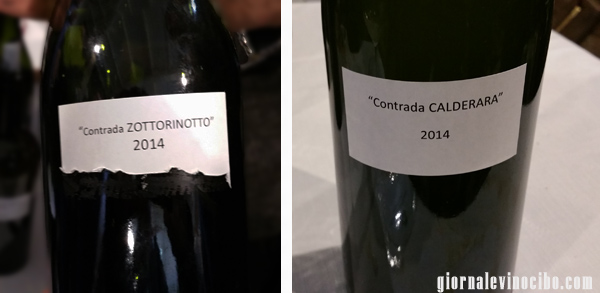 “Contrada ZOTTORINOTTO”
2014
“Contrada CALDERARA”
2014
giornalevinocibo.com